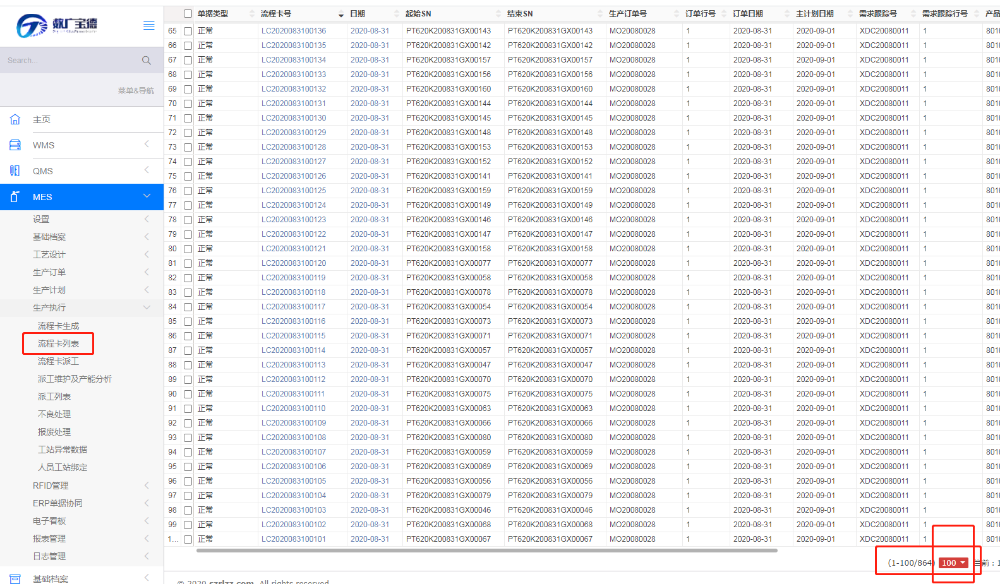 数广宝德
Search...
菜单&导航
主页
WMS
QMS
MES
设置
基础档案
工艺设计
生产订单
生产计划
生产执行
流程卡生成
流程卡列表
流程卡派工
派工维护及产能分析
派工列表
不良处理
报废处理
工站异常数据
人员工站绑定
RFID管理
ERP单据协同
电子看板
报表管理
日志管理
基础档案
单据类型 流程卡号 日期 起始SN 结束SN 生产订单号 订单行号 订单日期 主计划日期 需求跟踪号 需求跟踪行号 产品
65 正常 LC2020083100136 2020-08-31 PT620K200831GX00143 PT620K200831GX00143 MO20080028 1 2020-08-31 2020-09-01 XDC20080011 1 801
66 正常 LC2020083100135 2020-08-31 PT620K200831GX00142 PT620K200831GX00142 MO20080028 1 2020-08-31 2020-09-01 XDC20080011 1 801
67 正常 LC2020083100134 2020-08-31 PT620K200831GX00157 PT620K200831GX00157 MO20080028 1 2020-08-31 2020-09-01 XDC20080011 1 801
68 正常 LC2020083100133 2020-08-31 PT620K200831GX00156 PT620K200831GX00156 MO20080028 1 2020-08-31 2020-09-01 XDC20080011 1 801
69 正常 LC2020083100132 2020-08-31 PT620K200831GX00160 PT620K200831GX00160 MO20080028 1 2020-08-31 2020-09-01 XDC20080011 1 801
70 正常 LC2020083100131 2020-08-31 PT620K200831GX00144 PT620K200831GX00144 MO20080028 1 2020-08-31 2020-09-01 XDC20080011 1 801
71 正常 LC2020083100130 2020-08-31 PT620K200831GX00145 PT620K200831GX00145 MO20080028 1 2020-08-31 2020-09-01 XDC20080011 1 801
72 正常 LC2020083100129 2020-08-31 PT620K200831GX00148 PT620K200831GX00148 MO20080028 1 2020-08-31 2020-09-01 XDC20080011 1 801
73 正常 LC2020083100128 2020-08-31 PT620K200831GX00153 PT620K200831GX00153 MO20080028 1 2020-08-31 2020-09-01 XDC20080011 1 801
74 正常 LC2020083100127 2020-08-31 PT620K200831GX00152 PT620K200831GX00152 MO20080028 1 2020-08-31 2020-09-01 XDC20080011 1 801
75 正常 LC2020083100126 2020-08-31 PT620K200831GX00141 PT620K200831GX00141 MO20080028 1 2020-08-31 2020-09-01 XDC20080011 1 801
76 正常 LC2020083100125 2020-08-31 PT620K200831GX00159 PT620K200831GX00159 MO20080028 1 2020-08-31 2020-09-01 XDC20080011 1 801
77 正常 LC2020083100124 2020-08-31 PT620K200831GX00149 PT620K200831GX00149 MO20080028 1 2020-08-31 2020-09-01 XDC20080011 1 801
78 正常 LC2020083100123 2020-08-31 PT620K200831GX00146 PT620K200831GX00146 MO20080028 1 2020-08-31 2020-09-01 XDC20080011 1 801
79 正常 LC2020083100122 2020-08-31 PT620K200831GX00147 PT620K200831GX00147 MO20080028 1 2020-08-31 2020-09-01 XDC20080011 1 801
80 正常 LC2020083100121 2020-08-31 PT620K200831GX00158 PT620K200831GX00158 MO20080028 1 2020-08-31 2020-09-01 XDC20080011 1 801
81 正常 LC2020083100120 2020-08-31 PT620K200831GX00077 PT620K200831GX00077 MO20080028 1 2020-08-31 2020-09-01 XDC20080011 1 801
82 正常 LC2020083100119 2020-08-31 PT620K200831GX00058 PT620K200831GX00058 MO20080028 1 2020-08-31 2020-09-01 XDC20080011 1 801
83 正常 LC2020083100118 2020-08-31 PT620K200831GX00078 PT620K200831GX00078 MO20080028 1 2020-08-31 2020-09-01 XDC20080011 1 801
84 正常 LC2020083100117 2020-08-31 PT620K200831GX00054 PT620K200831GX00054 MO20080028 1 2020-08-31 2020-09-01 XDC20080011 1 801
85 正常 LC2020083100116 2020-08-31 PT620K200831GX00073 PT620K200831GX00073 MO20080028 1 2020-08-31 2020-09-01 XDC20080011 1 801
86 正常 LC2020083100115 2020-08-31 PT620K200831GX00071 PT620K200831GX00071 MO20080028 1 2020-08-31 2020-09-01 XDC20080011 1 801
87 正常 LC2020083100114 2020-08-31 PT620K200831GX00057 PT620K200831GX00057 MO20080028 1 2020-08-31 2020-09-01 XDC20080011 1 801
88 正常 LC2020083100113 2020-08-31 PT620K200831GX00047 PT620K200831GX00047 MO20080028 1 2020-08-31 2020-09-01 XDC20080011 1 801
89 正常 LC2020083100112 2020-08-31 PT620K200831GX00070 PT620K200831GX00070 MO20080028 1 2020-08-31 2020-09-01 XDC20080011 1 801
90 正常 LC2020083100111 2020-08-31 PT620K200831GX00075 PT620K200831GX00075 MO20080028 1 2020-08-31 2020-09-01 XDC20080011 1 801
91 正常 LC2020083100110 2020-08-31 PT620K200831GX00063 PT620K200831GX00063 MO20080028 1 2020-08-31 2020-09-01 XDC20080011 1 801
92 正常 LC2020083100109 2020-08-31 PT620K200831GX00066 PT620K200831GX00066 MO20080028 1 2020-08-31 2020-09-01 XDC20080011 1 801
93 正常 LC2020083100108 2020-08-31 PT620K200831GX00080 PT620K200831GX00080 MO20080028 1 2020-08-31 2020-09-01 XDC20080011 1 801
94 正常 LC2020083100107 2020-08-31 PT620K200831GX00059 PT620K200831GX00059 MO20080028 1 2020-08-31 2020-09-01 XDC20080011 1 801
95 正常 LC2020083100106 2020-08-31 PT620K200831GX00069 PT620K200831GX00069 MO20080028 1 2020-08-31 2020-09-01 XDC20080011 1 801
96 正常 LC2020083100105 2020-08-31 PT620K200831GX00056 PT620K200831GX00056 MO20080028 1 2020-08-31 2020-09-01 XDC20080011 1 801
97 正常 LC2020083100104 2020-08-31 PT620K200831GX00079 PT620K200831GX00079 MO20080028 1 2020-08-31 2020-09-01 XDC20080011 1 801
98 正常 LC2020083100103 2020-08-31 PT620K200831GX00046 PT620K200831GX00046 MO20080028 1 2020-08-31 2020-09-01 XDC20080011 1 801
99 正常 LC2020083100102 2020-08-31 PT620K200831GX00068 PT620K200831GX00068 MO20080028 1 2020-08-31 2020-09-01 XDC20080011 1 801
1... 正常 LC2020083100101 2020-08-31 PT620K200831GX00067 PT620K200831GX00067 MO20080028 1 2020-08-31 2020-09-01 XDC20080011 1 801
(1-100/864) 100 当前 : 1
© 2020 szrlzz.com. All rights reserved